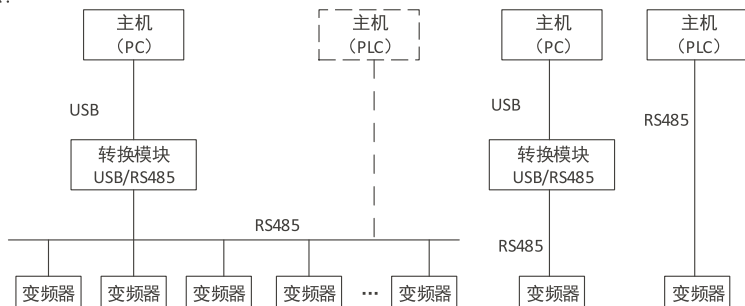 主机
（PC）
主机
（PLC）
主机
（PC）
主机
（PLC）
USB
USB
RS485
转换模块
USB/RS485
转换模块
USB/RS485
RS485
RS485
变频器
变频器
变频器
变频器
...
变频器
变频器
变频器